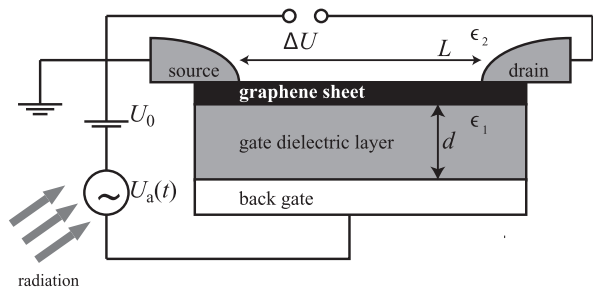 ΔU
ϵ₂
L
source
drain
graphene sheet
U₀
ϵ₁
gate dielectric layer
d
Uₐ(t)
~
back gate
radiation